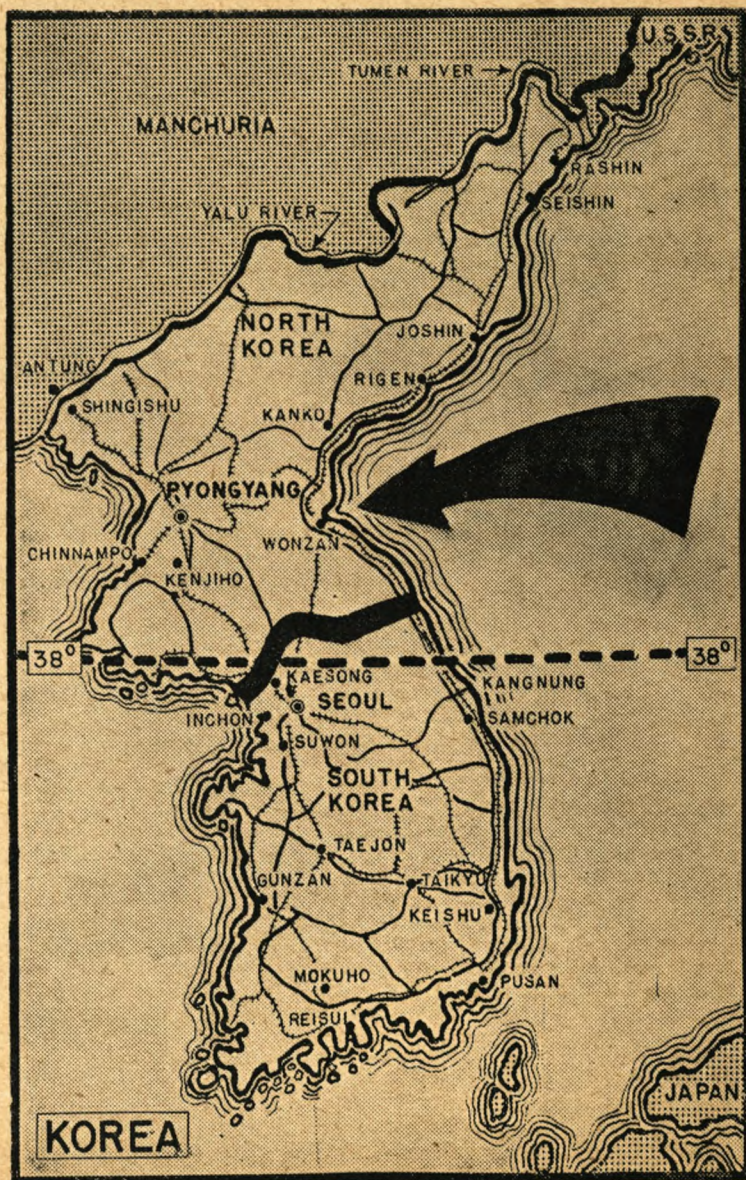 U.S.S.R.
TUMEN RIVER
MANCHURIA
RASHIN
SEISHIN
YALU RIVER
NORTH
KOREA
JOSHIN
ANTUNG
RIGEN
SHINGISHU
KANKO
PYONGYANG
WONZAN
CHINNAMPO
KENJIHO
38°
38°
KAESONG
KANGNUNG
SEOUL
INCHON
SAMCHOK
SUWON
SOUTH
KOREA
TAEJON
GUNZAN
TAIKYU
KEISHU
MOKUHO
PUSAN
REISUI
JAPAN
KOREA